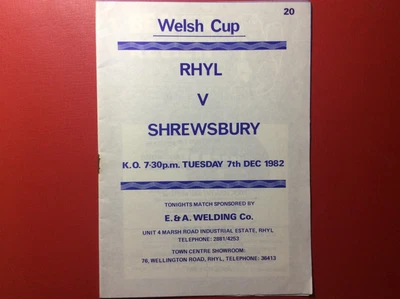 20
Welsh Cup
RHYL
V
SHREWSBURY
K.O. 7·30p.m. TUESDAY 7th DEC 1982
TONIGHTS MATCH SPONSORED BY
E.&A. WELDING Co.
UNIT 4 MARSH ROAD INDUSTRIAL ESTATE, RHYL
TELEPHONE: 2881/4253
TOWN CENTRE SHOWROOM:
76, WELLINGTON ROAD, RHYL, TELEPHONE: 36413